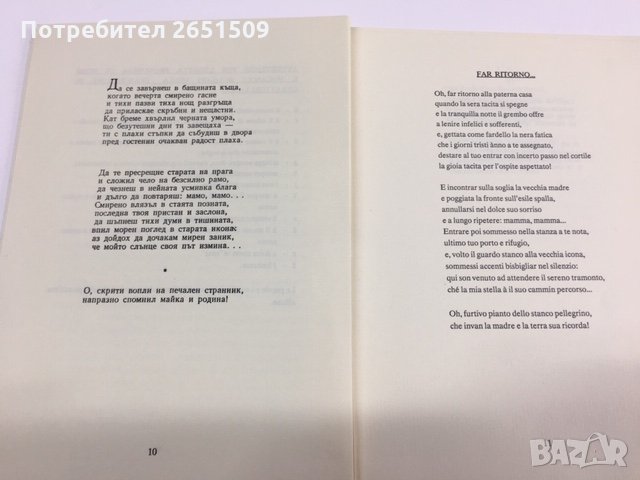 Потребител 2651509
Да се завърнеш в бащината къща,
когато вечерта смирено гасне
и тихи пазви тиха нощ разгръща
да приласкае скръбни и нещастни.
Кат бреме хвърлил черната умора,
що безутешни дни ти завещаха —
ти с плахи стъпки да събудиш в двора
пред гостенин очакван радост плаха.
Да те пресрещне старата на прага
и сложил чело на безсилно рамо,
да чезнеш в нейната усмивка блага
и дълго да повтаряш: мамо, мамо...
Смирено влязъл в стаята позната,
последна твоя пристан и заслона,
да шъпнеш тихи думи в тишината,
впил морен поглед в старата икона:
аз дойдох да дочакам мирен заник,
че мойто слънце своя път измина...
*
О, скрити вопли на печален странник,
напразно спомнил майка и родина!
10
FAR RITORNO...
Oh, far ritorno alla paterna casa
quando la sera tacita si spegne
e la tranquilla notte il grembo offre
a lenire infelici e sofferenti,
e, gettata come fardello la nera fatica
che i giorni tristi ànno a te assegnato,
destare al tuo entrar con incerto passo nel cortile
la gioia tacita per l'ospite aspettato!
E incontrar sulla soglia la vecchia madre
e poggiata la fronte sull'esile spalla,
annullarsi nel dolce suo sorriso
e a lungo ripetere: mamma, mamma...
Entrare poi sommesso nella stanza a te nota,
ultimo tuo porto e rifugio,
e, volto il guardo stanco alla vecchia icona,
sommessi accenti bisbigliar nel silenzio:
qui son venuto ad attendere il sereno tramonto,
ché la mia stella à il suo cammin percorso...
Oh, furtivo pianto dello stanco pellegrino,
che invan la madre e la terra sua ricorda!
11
BAZAR